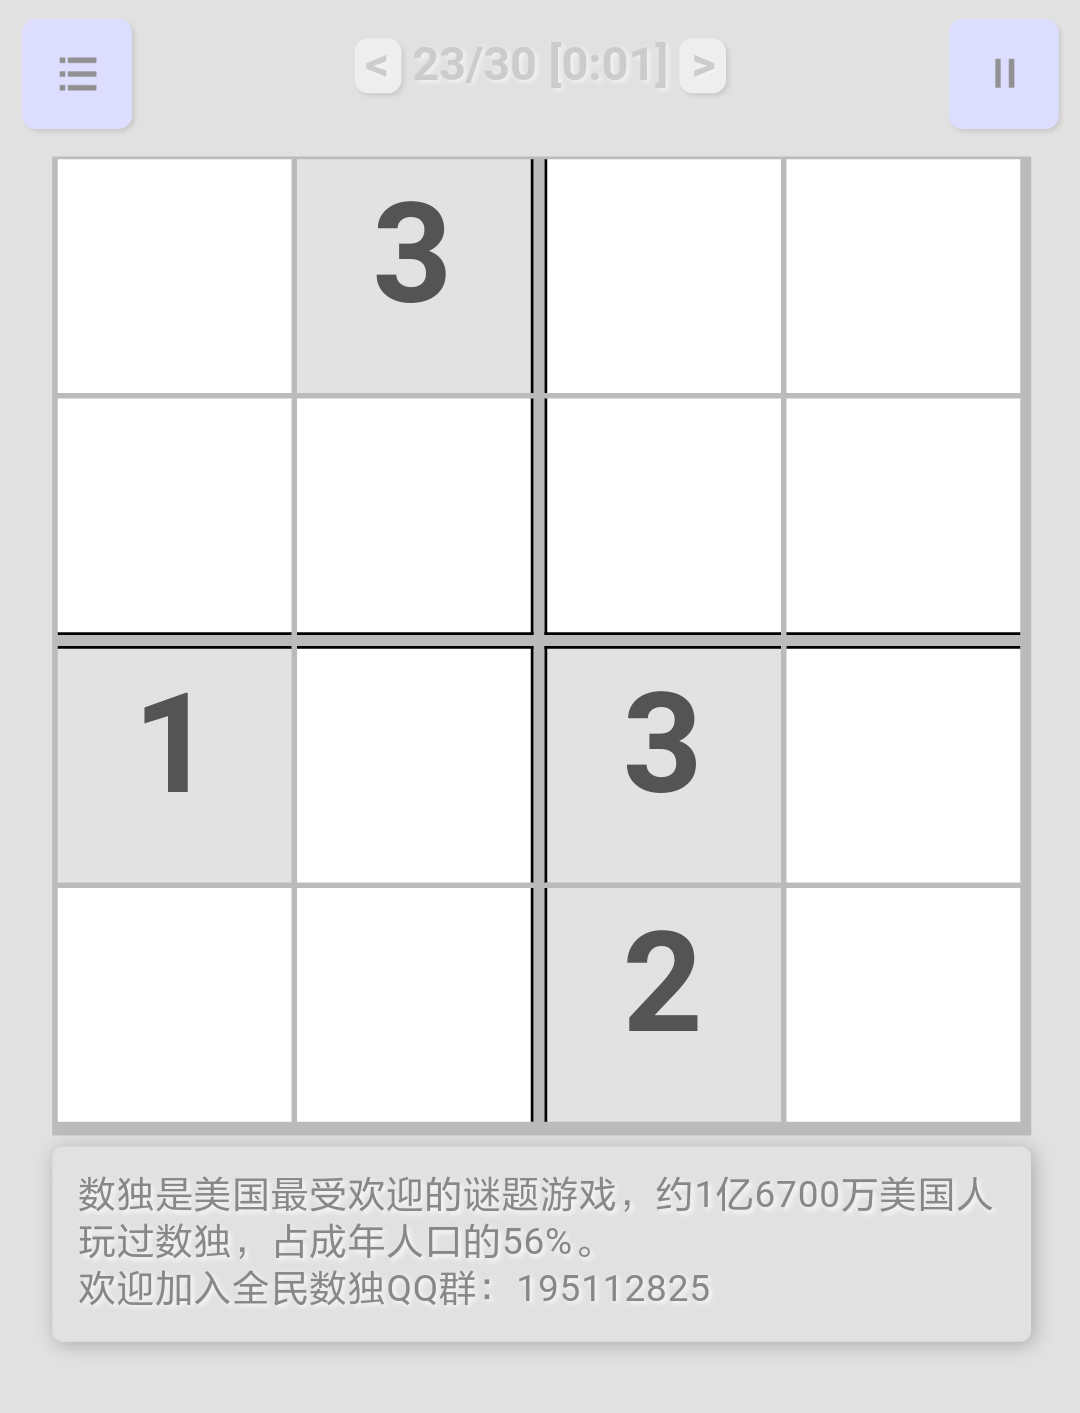 < 23/30 [0:01] >
3
1 3
2
数独是美国最受欢迎的谜题游戏，约1亿6700万美国人
玩过数独，占成年人口的56%。
欢迎加入全民数独QQ群：195112825